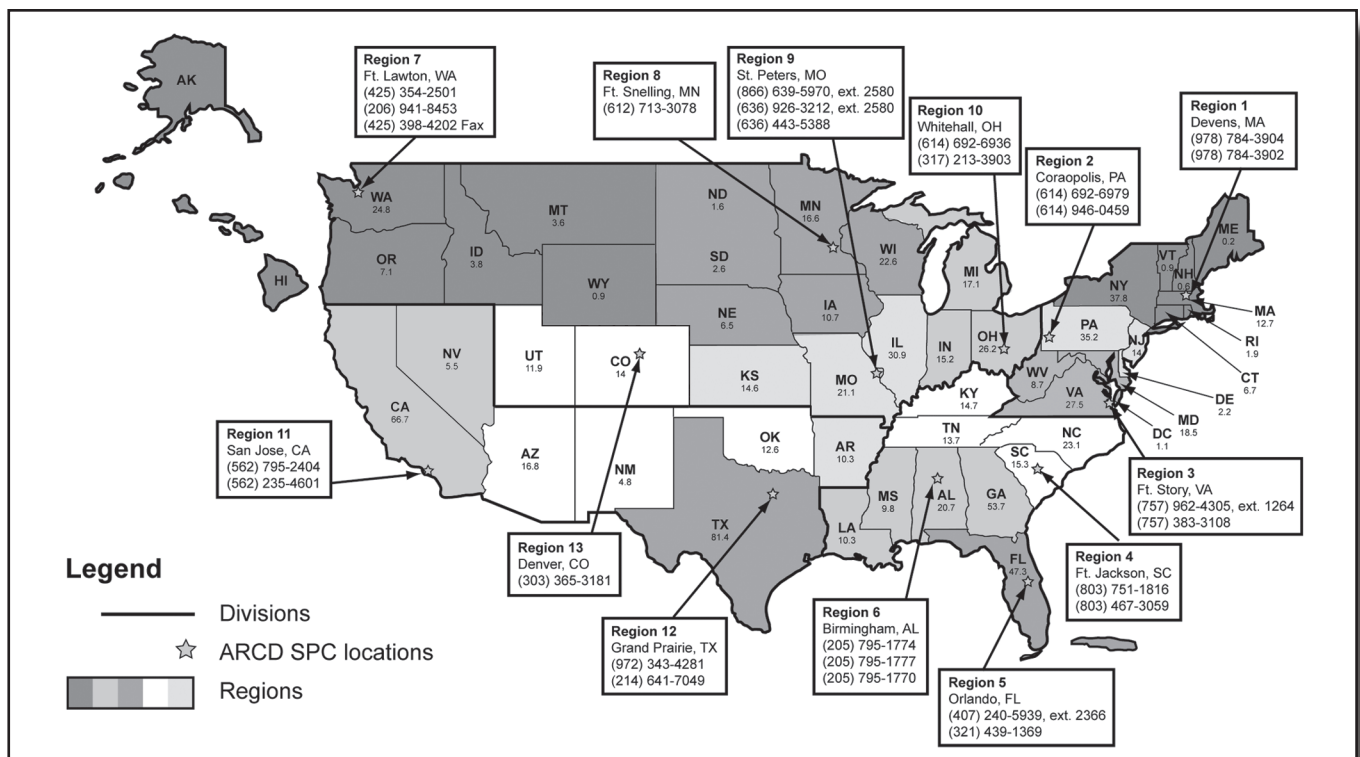 AK
HI
Region 7
Ft. Lawton, WA
(425) 354-2501
(206) 941-8453
(425) 398-4202 Fax
Region 8
Ft. Snelling, MN
(612) 713-3078
Region 9
St. Peters, MO
(866) 639-5970, ext. 2580
(636) 926-3212, ext. 2580
(636) 443-5388
Region 10
Whitehall, OH
(614) 692-6936
(317) 213-3903
Region 2
Coraopolis, PA
(614) 692-6979
(614) 946-0459
Region 1
Devens, MA
(978) 784-3904
(978) 784-3902
WA
24.8
OR
7.1
ID
3.8
MT
3.6
WY
0.9
ND
1.6
SD
2.6
NE
6.5
MN
16.6
IA
10.7
WI
22.6
MI
17.1
IL
30.9
IN
15.2
OH
26.2
PA
35.2
NY
37.8
VT
0.9
NH
0.6
ME
0.2
MA
12.7
RI
1.9
CT
6.7
NJ
14
DE
2.2
MD
18.5
DC
1.1
WV
8.7
VA
27.5
KY
14.7
TN
13.7
NC
23.1
SC
15.3
GA
53.7
AL
20.7
MS
9.8
LA
10.3
AR
10.3
MO
21.1
KS
14.6
OK
12.6
TX
81.4
NM
4.8
CO
14
UT
11.9
AZ
16.8
NV
5.5
CA
66.7
FL
47.3
Region 11
San Jose, CA
(562) 795-2404
(562) 235-4601
Region 13
Denver, CO
(303) 365-3181
Region 12
Grand Prairie, TX
(972) 343-4281
(214) 641-7049
Region 6
Birmingham, AL
(205) 795-1774
(205) 795-1777
(205) 795-1770
Region 3
Ft. Story, VA
(757) 962-4305, ext. 1264
(757) 383-3108
Region 4
Ft. Jackson, SC
(803) 751-1816
(803) 467-3059
Region 5
Orlando, FL
(407) 240-5939, ext. 2366
(321) 439-1369
Legend
Divisions
ARCD SPC locations
Regions